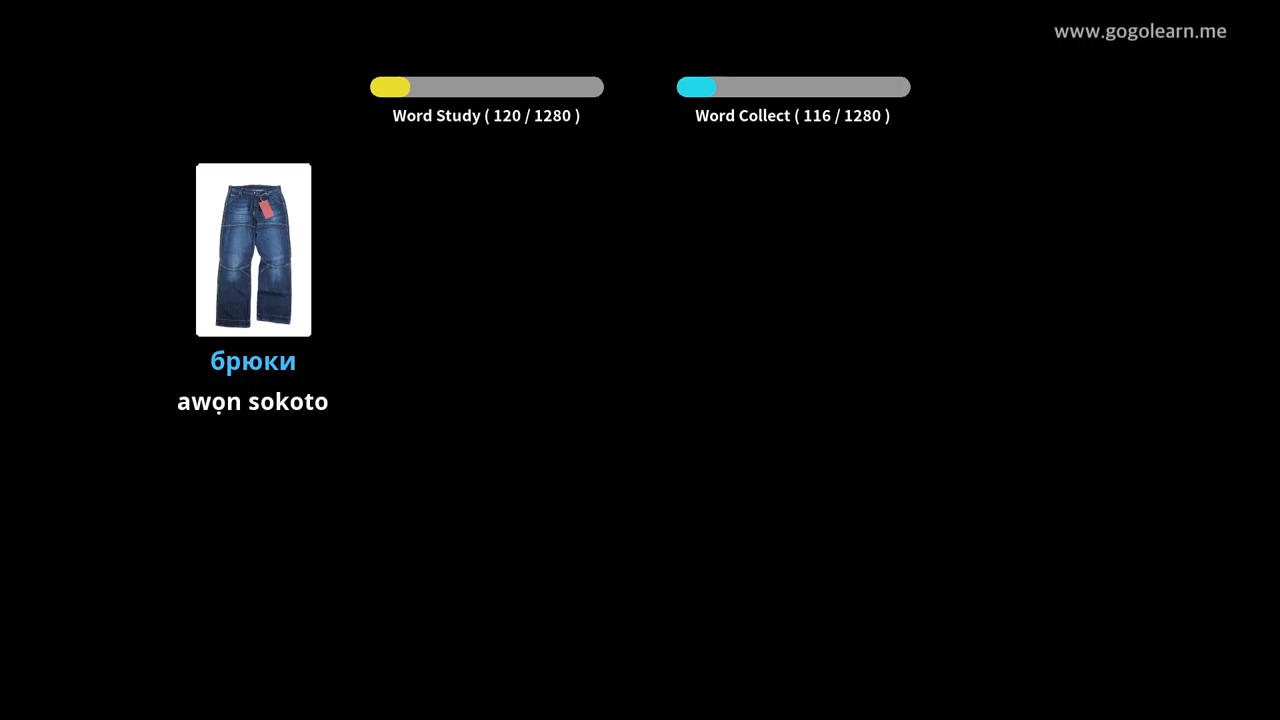 www.gogolearn.me
Word Study ( 120 / 1280 )
Word Collect ( 116 / 1280 )
брюки
awọn sokoto